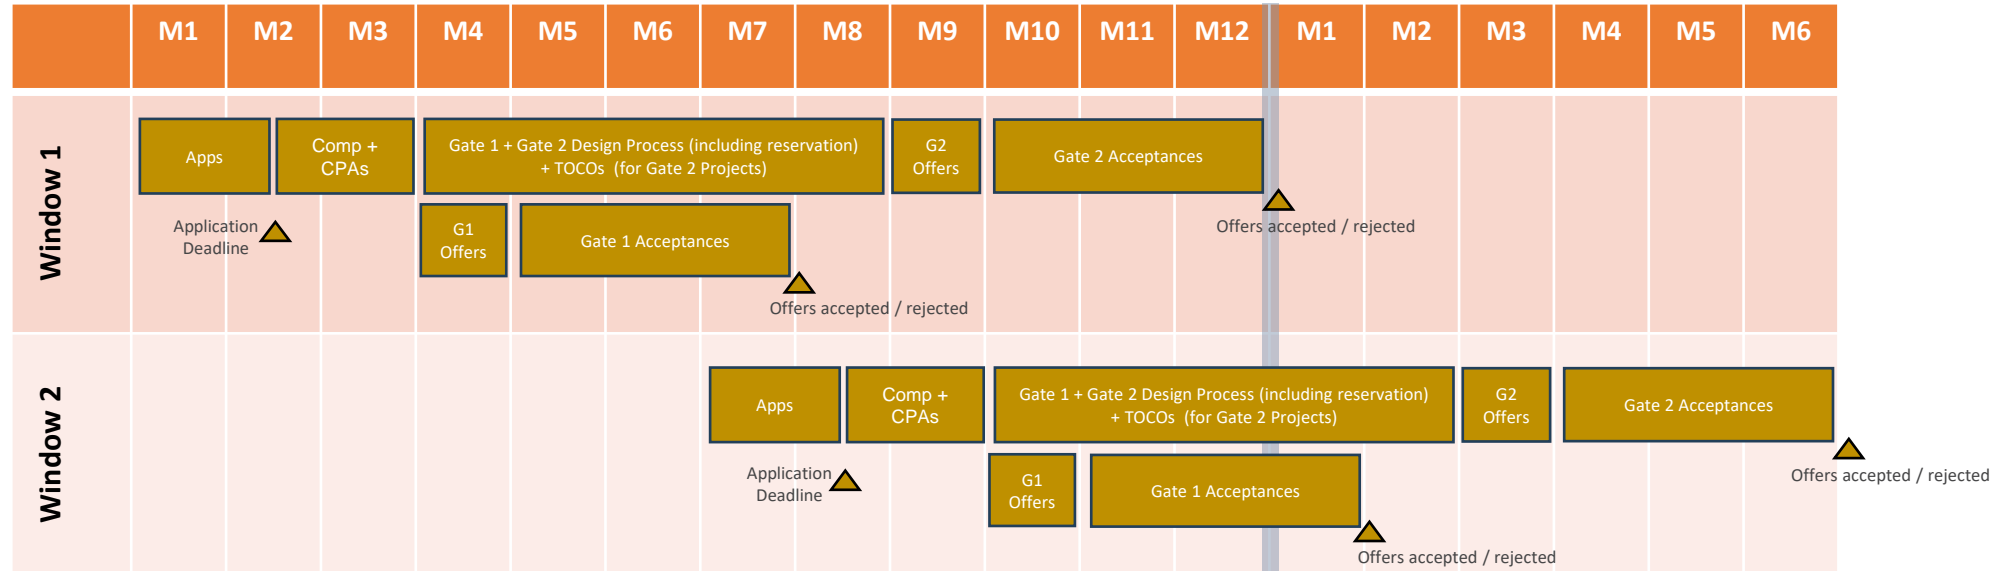 M1 M2 M3 M4 M5 M6 M7 M8 M9 M10 M11 M12 M1 M2 M3 M4 M5 M6
Window 1
Apps
Comp +
CPAs
Gate 1 + Gate 2 Design Process (including reservation)
+ TOCOs (for Gate 2 Projects)
G2
Offers
Gate 2 Acceptances
Offers accepted / rejected
Application
Deadline
G1
Offers
Gate 1 Acceptances
Offers accepted / rejected
Window 2
Apps
Comp +
CPAs
Gate 1 + Gate 2 Design Process (including reservation)
+ TOCOs (for Gate 2 Projects)
G2
Offers
Gate 2 Acceptances
Offers accepted / rejected
Application
Deadline
G1
Offers
Gate 1 Acceptances
Offers accepted / rejected